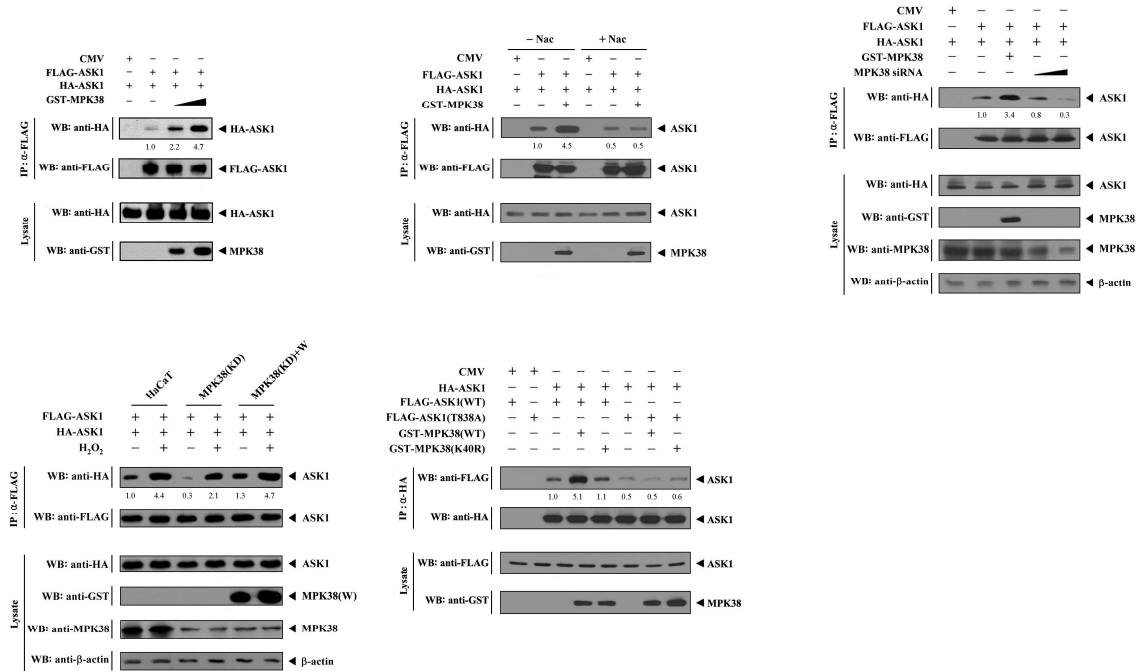 CMV + − − −
FLAG-ASK1 − + + +
HA-ASK1 + + + +
GST-MPK38 − −
IP : α-FLAG
WB: anti-HA ◄ HA-ASK1
1.0 2.2 4.7
WB: anti-FLAG ◄ FLAG-ASK1
Lysate
WB: anti-HA ◄ HA-ASK1
WB: anti-GST ◄ MPK38
− Nac + Nac
CMV + − − + − −
FLAG-ASK1 − + + − + +
HA-ASK1 + + + + + +
GST-MPK38 − − + − − +
IP : α-FLAG
WB: anti-HA ◄ ASK1
1.0 4.5 0.5 0.5
WB: anti-FLAG ◄ ASK1
Lysate
WB: anti-HA ◄ ASK1
WB: anti-GST ◄ MPK38
CMV + − − − −
FLAG-ASK1 − + + + +
HA-ASK1 + + + + +
GST-MPK38 − − + − −
MPK38 siRNA − − −
IP : α-FLAG
WB: anti-HA ◄ ASK1
1.0 3.4 0.8 0.3
WB: anti-FLAG ◄ ASK1
Lysate
WB: anti-HA ◄ ASK1
WB: anti-GST ◄ MPK38
WB: anti-MPK38 ◄ MPK38
WB: anti-β-actin ◄ β-actin
HaCaT MPK38(KD) MPK38(KD)+W
FLAG-ASK1 + + + + + +
HA-ASK1 + + + + + +
H₂O₂ − + − + − +
IP : α-FLAG
WB: anti-HA ◄ ASK1
1.0 4.4 0.3 2.1 1.3 4.7
WB: anti-FLAG ◄ ASK1
Lysate
WB: anti-HA ◄ ASK1
WB: anti-GST ◄ MPK38(W)
WB: anti-MPK38 ◄ MPK38
WB: anti-β-actin ◄ β-actin
CMV + + − − − − − −
HA-ASK1 − − + + + + + +
FLAG-ASK1(WT) + − + + + − − −
FLAG-ASK1(T838A) − + − − − + + +
GST-MPK38(WT) − − − + − − + −
GST-MPK38(K40R) − − − − + − − +
IP : α-HA
WB: anti-FLAG ◄ ASK1
1.0 5.1 1.1 0.5 0.5 0.6
WB: anti-HA ◄ ASK1
Lysate
WB: anti-FLAG ◄ ASK1
WB: anti-GST ◄ MPK38